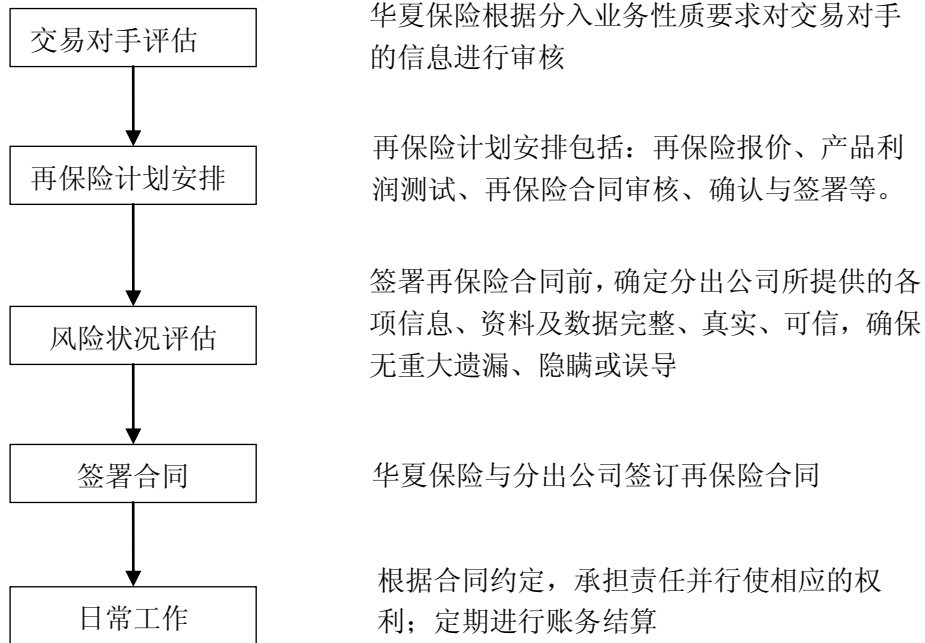 华夏保险根据分入业务性质要求对交易对手
的信息进行审核
交易对手评估
再保险计划安排包括：再保险报价、产品利
润测试、再保险合同审核、确认与签署等。
再保险计划安排
签署再保险合同前，确定分出公司所提供的各
项信息、资料及数据完整、真实、可信，确保
无重大遗漏、隐瞒或误导
风险状况评估
签署合同
华夏保险与分出公司签订再保险合同
根据合同约定，承担责任并行使相应的权
利；定期进行账务结算
日常工作